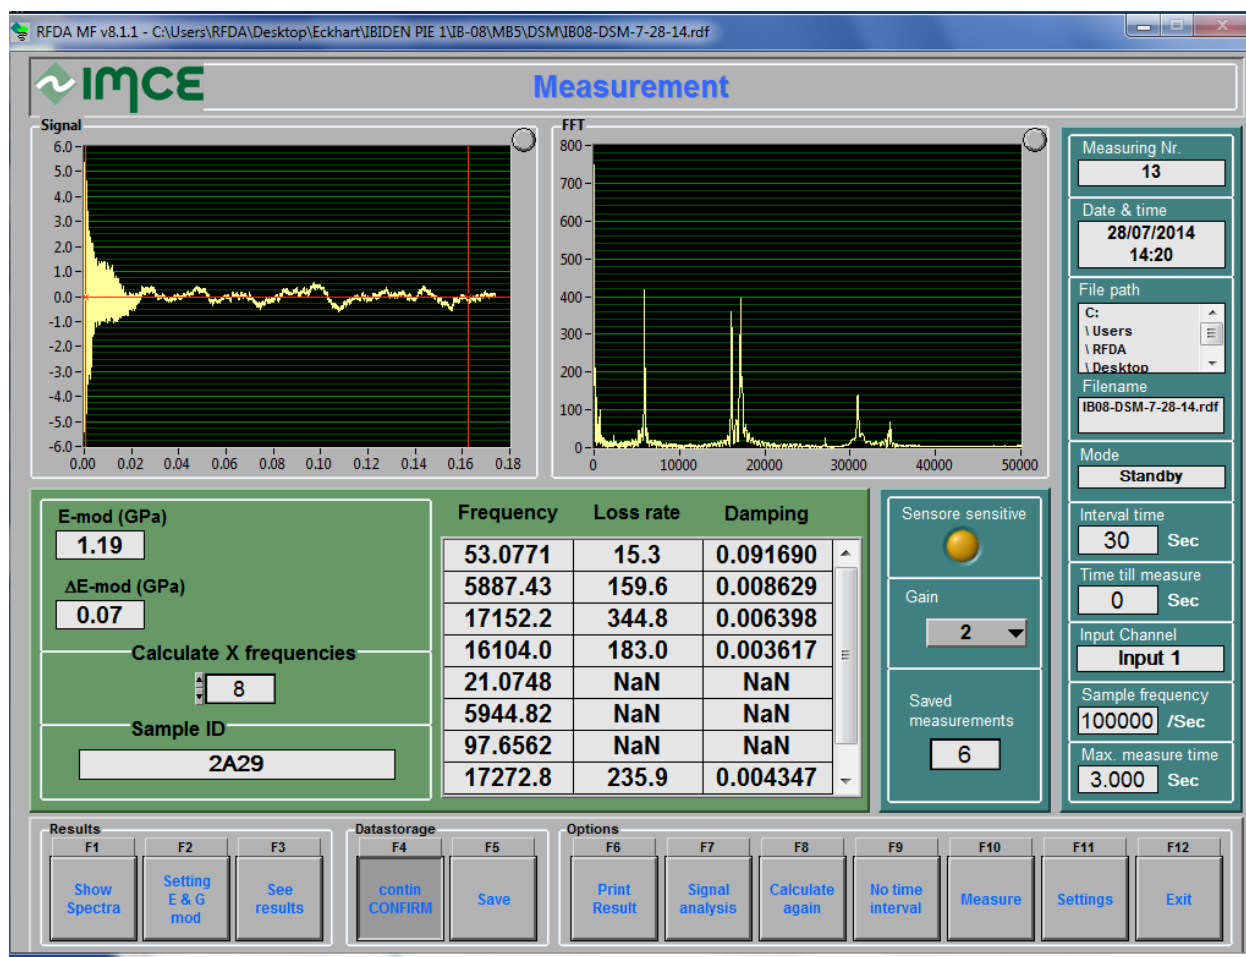 RFDA MF v8.1.1 - C:\Users\RFDA\Desktop\Eckhart\IBIDEN PIE 1\IB-08\MB5\DSM\IB08-DSM-7-28-14.rdf
IMCE
Measurement
Signal
6.0
5.0
4.0
3.0
2.0
1.0
0.0
-1.0
-2.0
-3.0
-4.0
-5.0
-6.0
0.00 0.02 0.04 0.06 0.08 0.10 0.12 0.14 0.16 0.18
FFT
800
700
600
500
400
300
200
100
0
0 10000 20000 30000 40000 50000
Measuring Nr.
13
Date & time
28/07/2014
14:20
File path
C:
\ Users
\ RFDA
\ Desktop
Filename
IB08-DSM-7-28-14.rdf
Mode
Standby
Interval time
30 Sec
Time till measure
0 Sec
Input Channel
Input 1
Sample frequency
100000 /Sec
Max. measure time
3.000 Sec
E-mod (GPa)
1.19
ΔE-mod (GPa)
0.07
Calculate X frequencies
8
Sample ID
2A29
Frequency Loss rate Damping
53.0771 15.3 0.091690
5887.43 159.6 0.008629
17152.2 344.8 0.006398
16104.0 183.0 0.003617
21.0748 NaN NaN
5944.82 NaN NaN
97.6562 NaN NaN
17272.8 235.9 0.004347
Sensore sensitive
Gain
2
Saved
measurements
6
Results
F1 F2 F3
Show
Spectra
Setting
E & G
mod
See
results
Datastorage
F4 F5
contin
CONFIRM
Save
Options
F6 F7 F8 F9 F10 F11 F12
Print
Result
Signal
analysis
Calculate
again
No time
interval
Measure
Settings
Exit